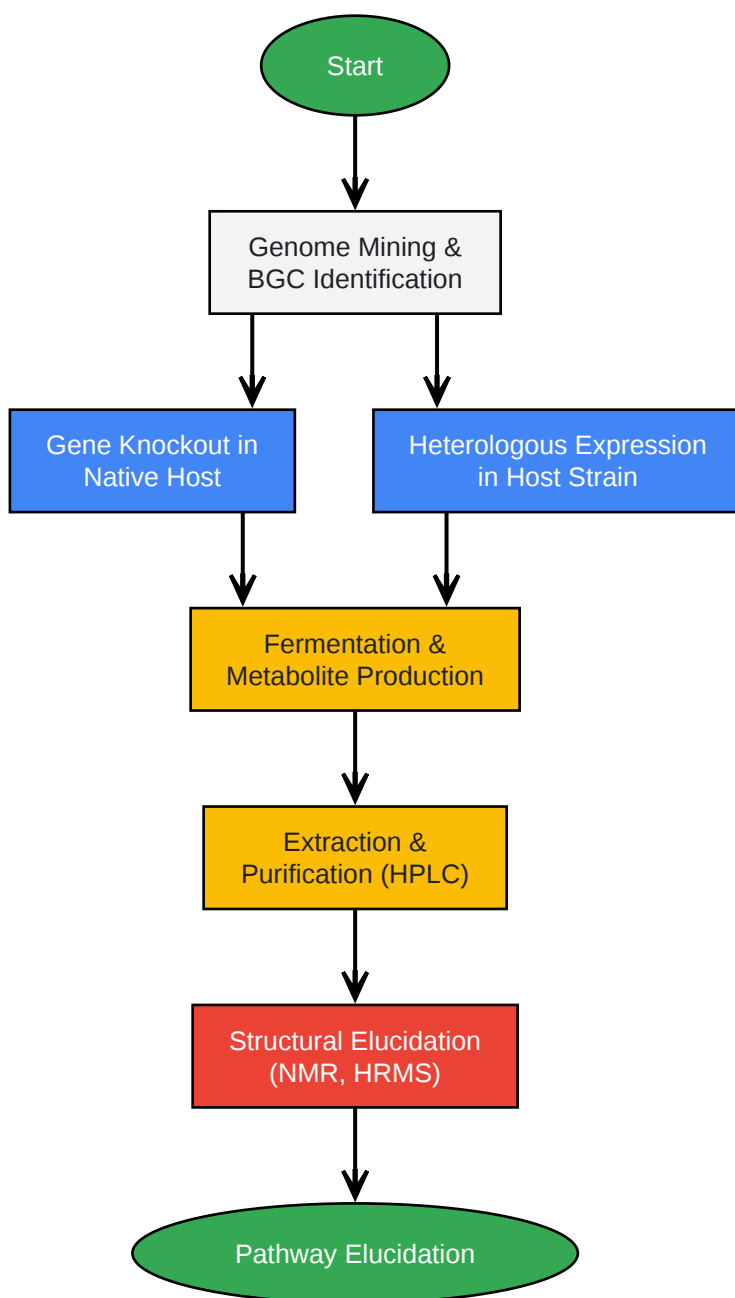 Start
Genome Mining &
BGC Identification
Gene Knockout in
Native Host
Heterologous Expression
in Host Strain
Fermentation &
Metabolite Production
Extraction &
Purification (HPLC)
Structural Elucidation
(NMR, HRMS)
Pathway Elucidation